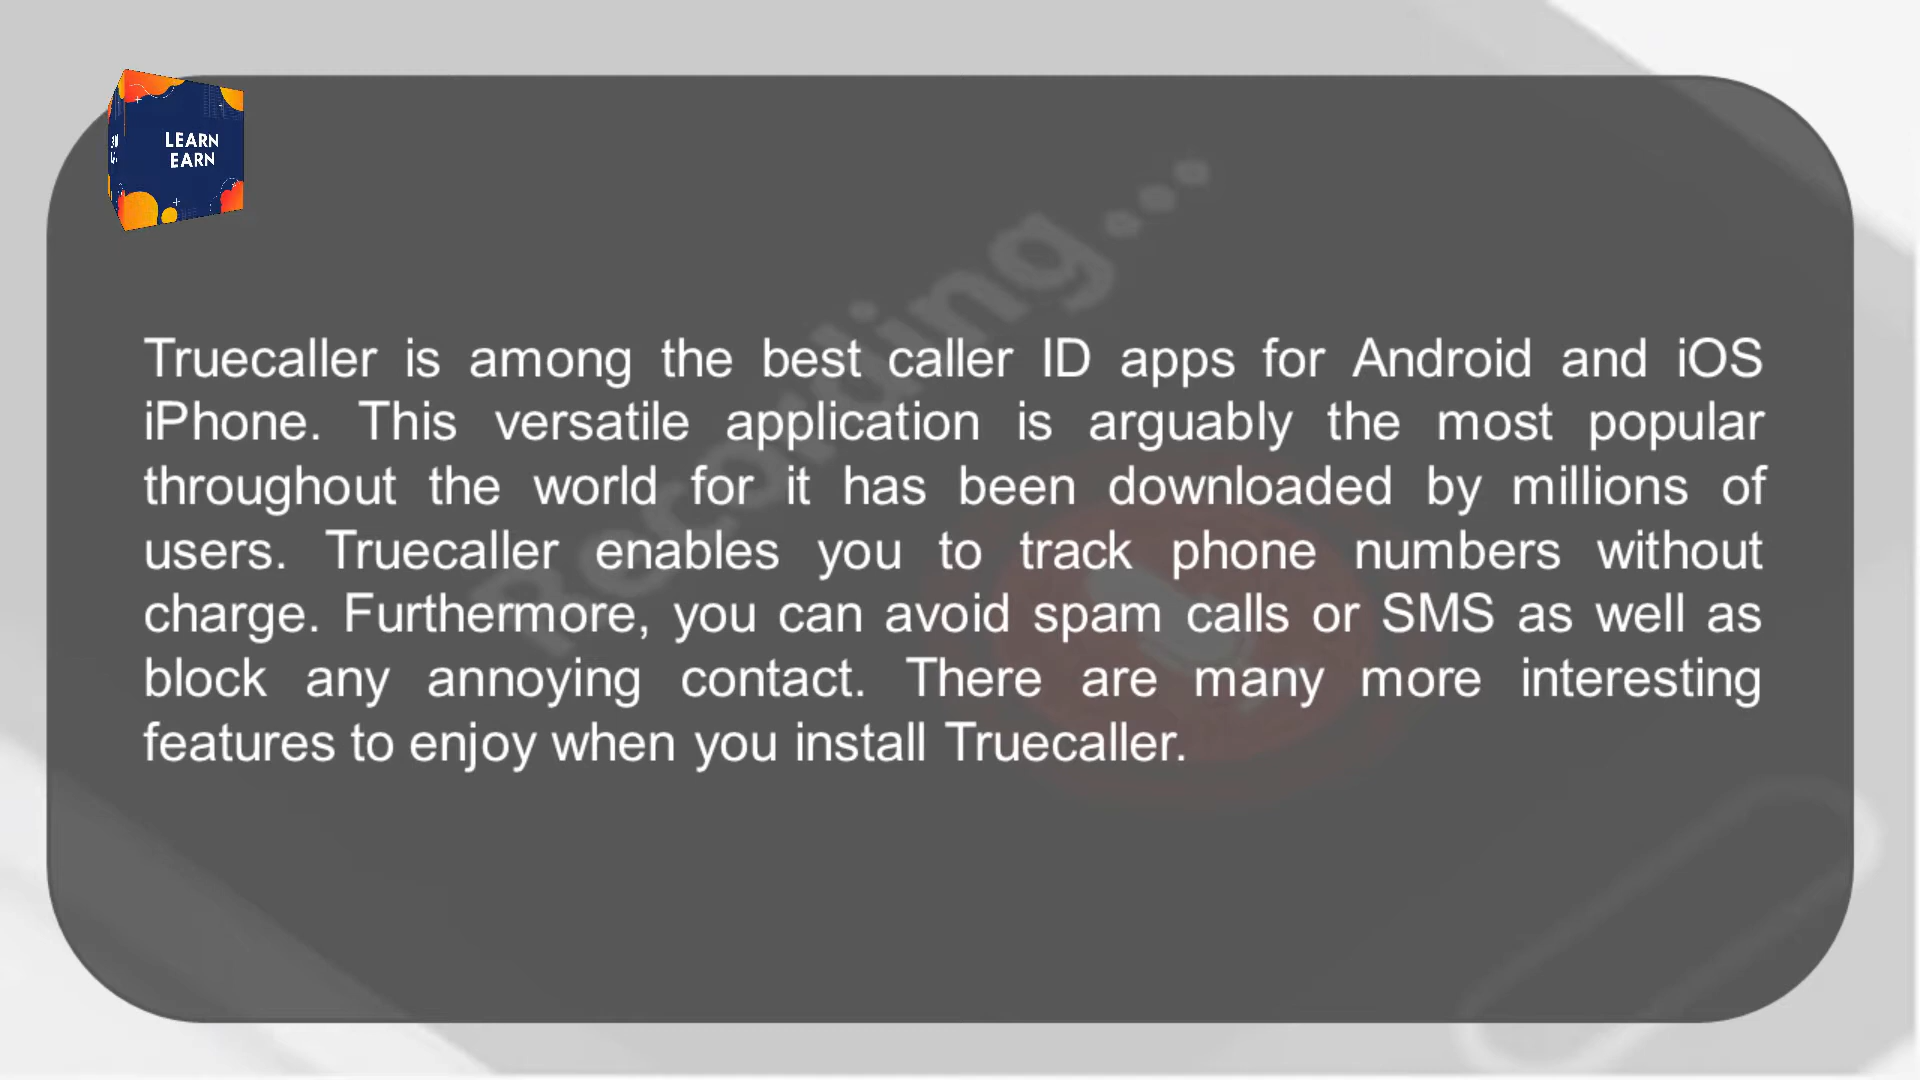 LEARN
EARN
Recording...
Truecaller is among the best caller ID apps for Android and iOS
iPhone. This versatile application is arguably the most popular
throughout the world for it has been downloaded by millions of
users. Truecaller enables you to track phone numbers without
charge. Furthermore, you can avoid spam calls or SMS as well as
block any annoying contact. There are many more interesting
features to enjoy when you install Truecaller.